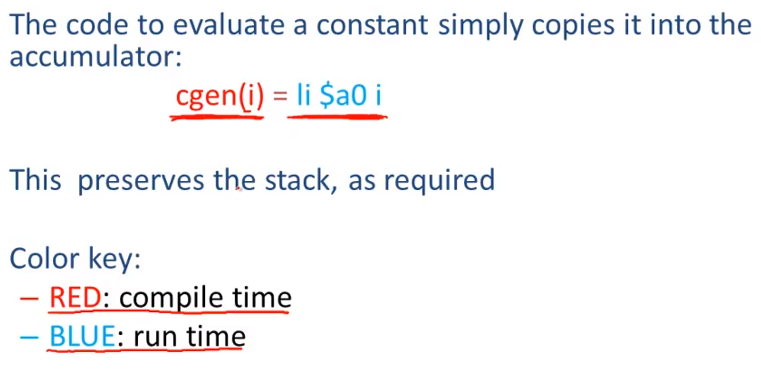 The code to evaluate a constant simply copies it into the
accumulator:
cgen(i) = li $a0 i
This preserves the stack, as required
Color key:
– RED: compile time
– BLUE: run time